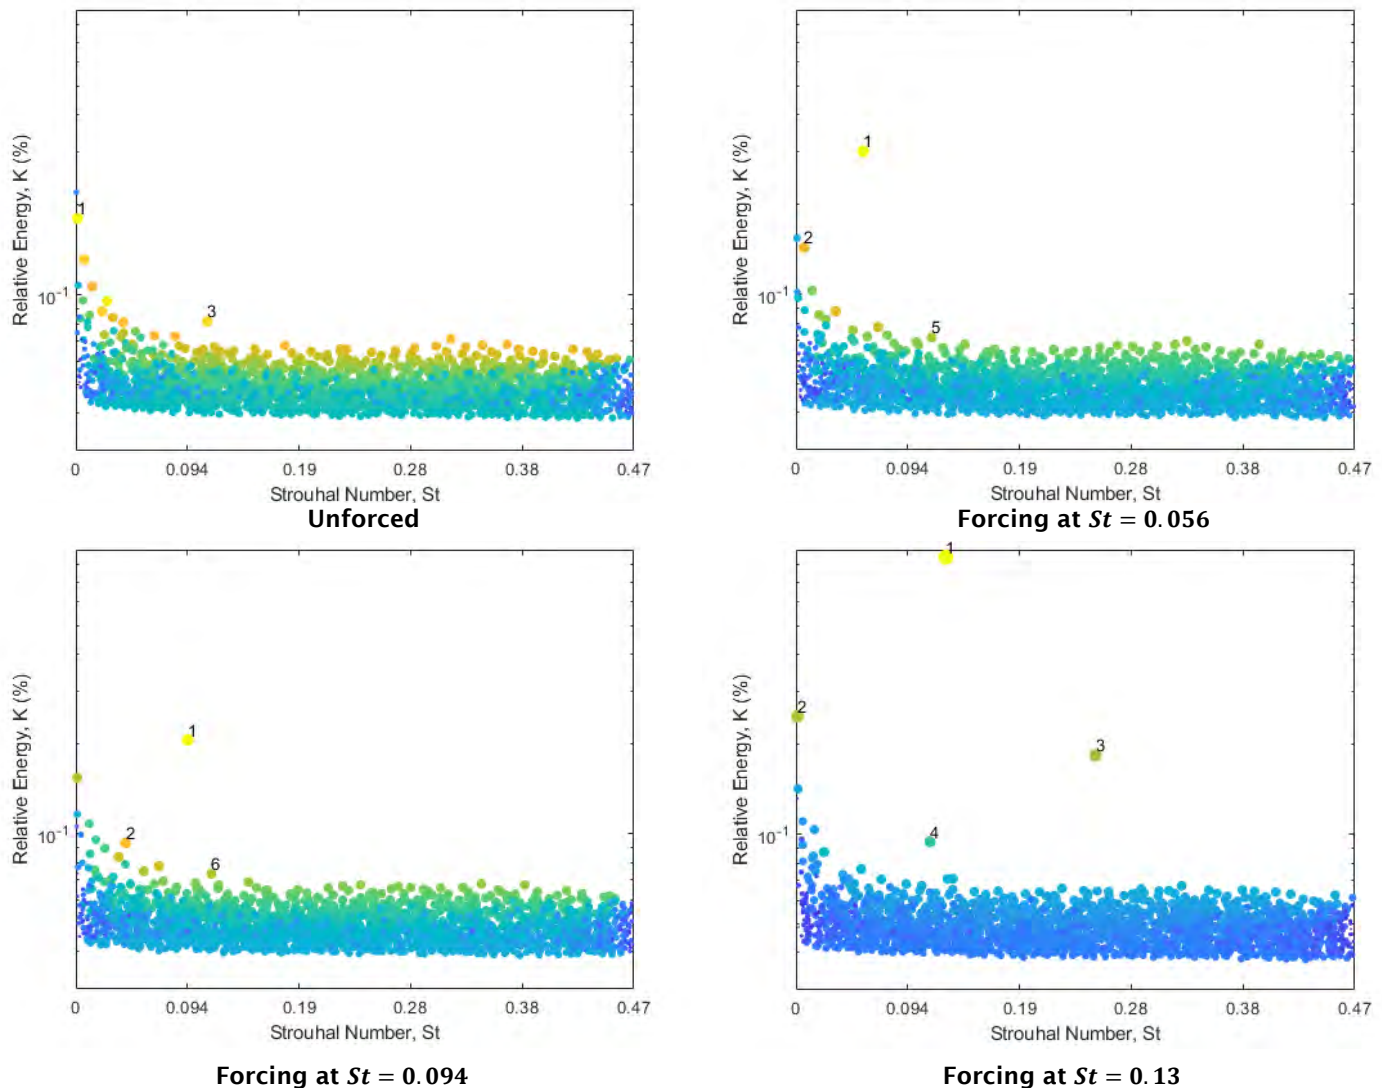 Relative Energy, K (%)
10⁻¹
1
3
0 0.094 0.19 0.28 0.38 0.47
Strouhal Number, St
Unforced
Relative Energy, K (%)
10⁻¹
1
2
5
0 0.094 0.19 0.28 0.38 0.47
Strouhal Number, St
Forcing at St = 0.056
Relative Energy, K (%)
10⁻¹
1
2
6
0 0.094 0.19 0.28 0.38 0.47
Strouhal Number, St
Forcing at St = 0.094
Relative Energy, K (%)
10⁻¹
1
2
3
4
0 0.094 0.19 0.28 0.38 0.47
Strouhal Number, St
Forcing at St = 0.13